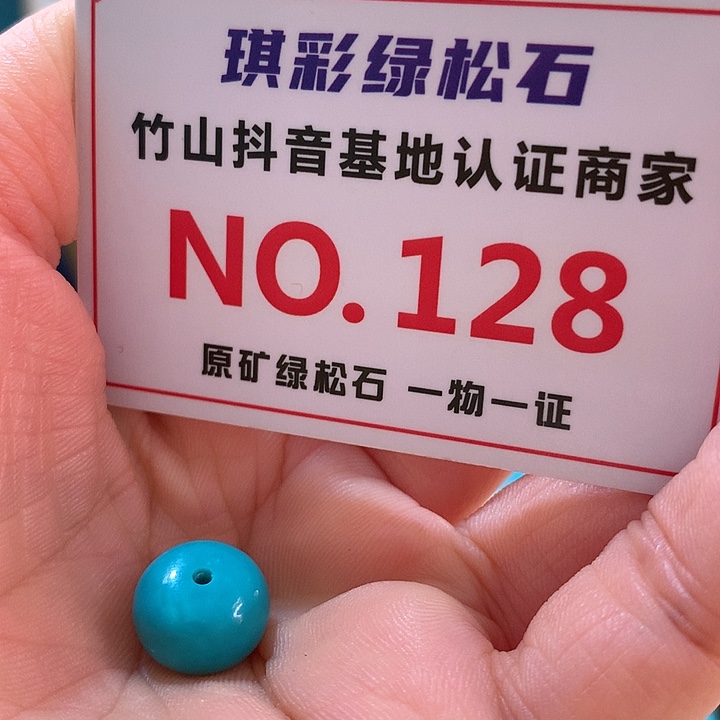 琪彩绿松石
竹山抖音基地认证商家
NO.128
原矿绿松石 一物一证